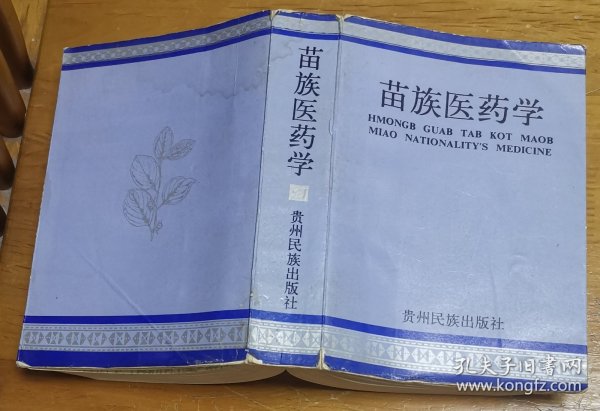 苗族医药学
贵州民族出版社
苗族医药学
HMONGB GUAB TAB KOT MAOB
MIAO NATIONALITY'S MEDICINE
贵州民族出版社
孔夫子旧书网
www.kongfz.com